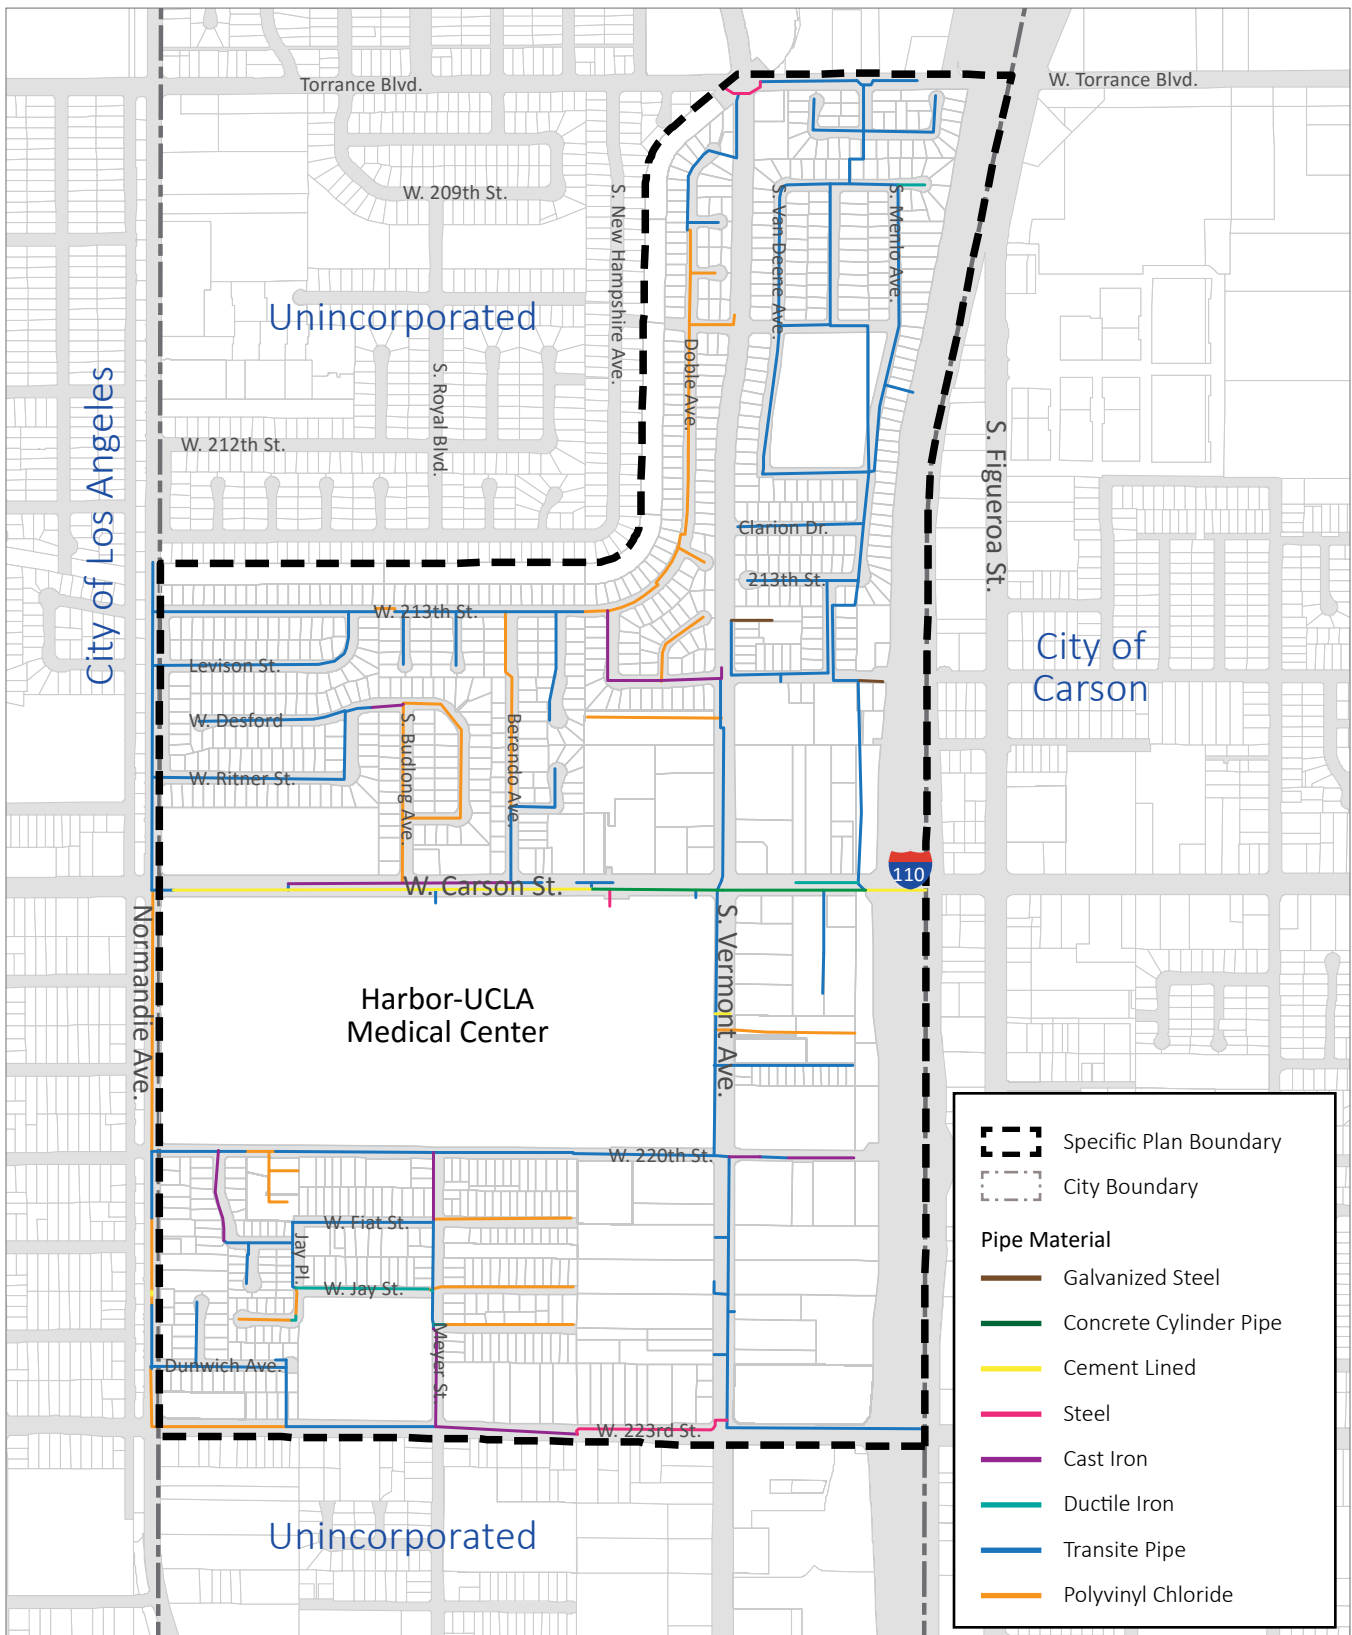 Torrance Blvd.
W. Torrance Blvd.
W. 209th St.
S. New Hampshire Ave.
S. Van Deene Ave.
S. Menlo Ave.
Unincorporated
Doble Ave.
S. Royal Blvd.
City of Los Angeles
W. 212th St.
S. Figueroa St.
Clarion Dr.
213th St.
W. 213th St.
City of
Carson
Levison St.
W. Desford
S. Budlong Ave.
Berendo Ave.
W. Ritner St.
W. Carson St.
110
Normandie Ave.
S. Vermont Ave.
Harbor-UCLA
Medical Center
W. 220th St.
W. Fiat St.
Jay Pl.
W. Jay St.
Meyer St.
Dunwich Ave.
W. 223rd St.
Unincorporated
Specific Plan Boundary
City Boundary
Pipe Material
Galvanized Steel
Concrete Cylinder Pipe
Cement Lined
Steel
Cast Iron
Ductile Iron
Transite Pipe
Polyvinyl Chloride